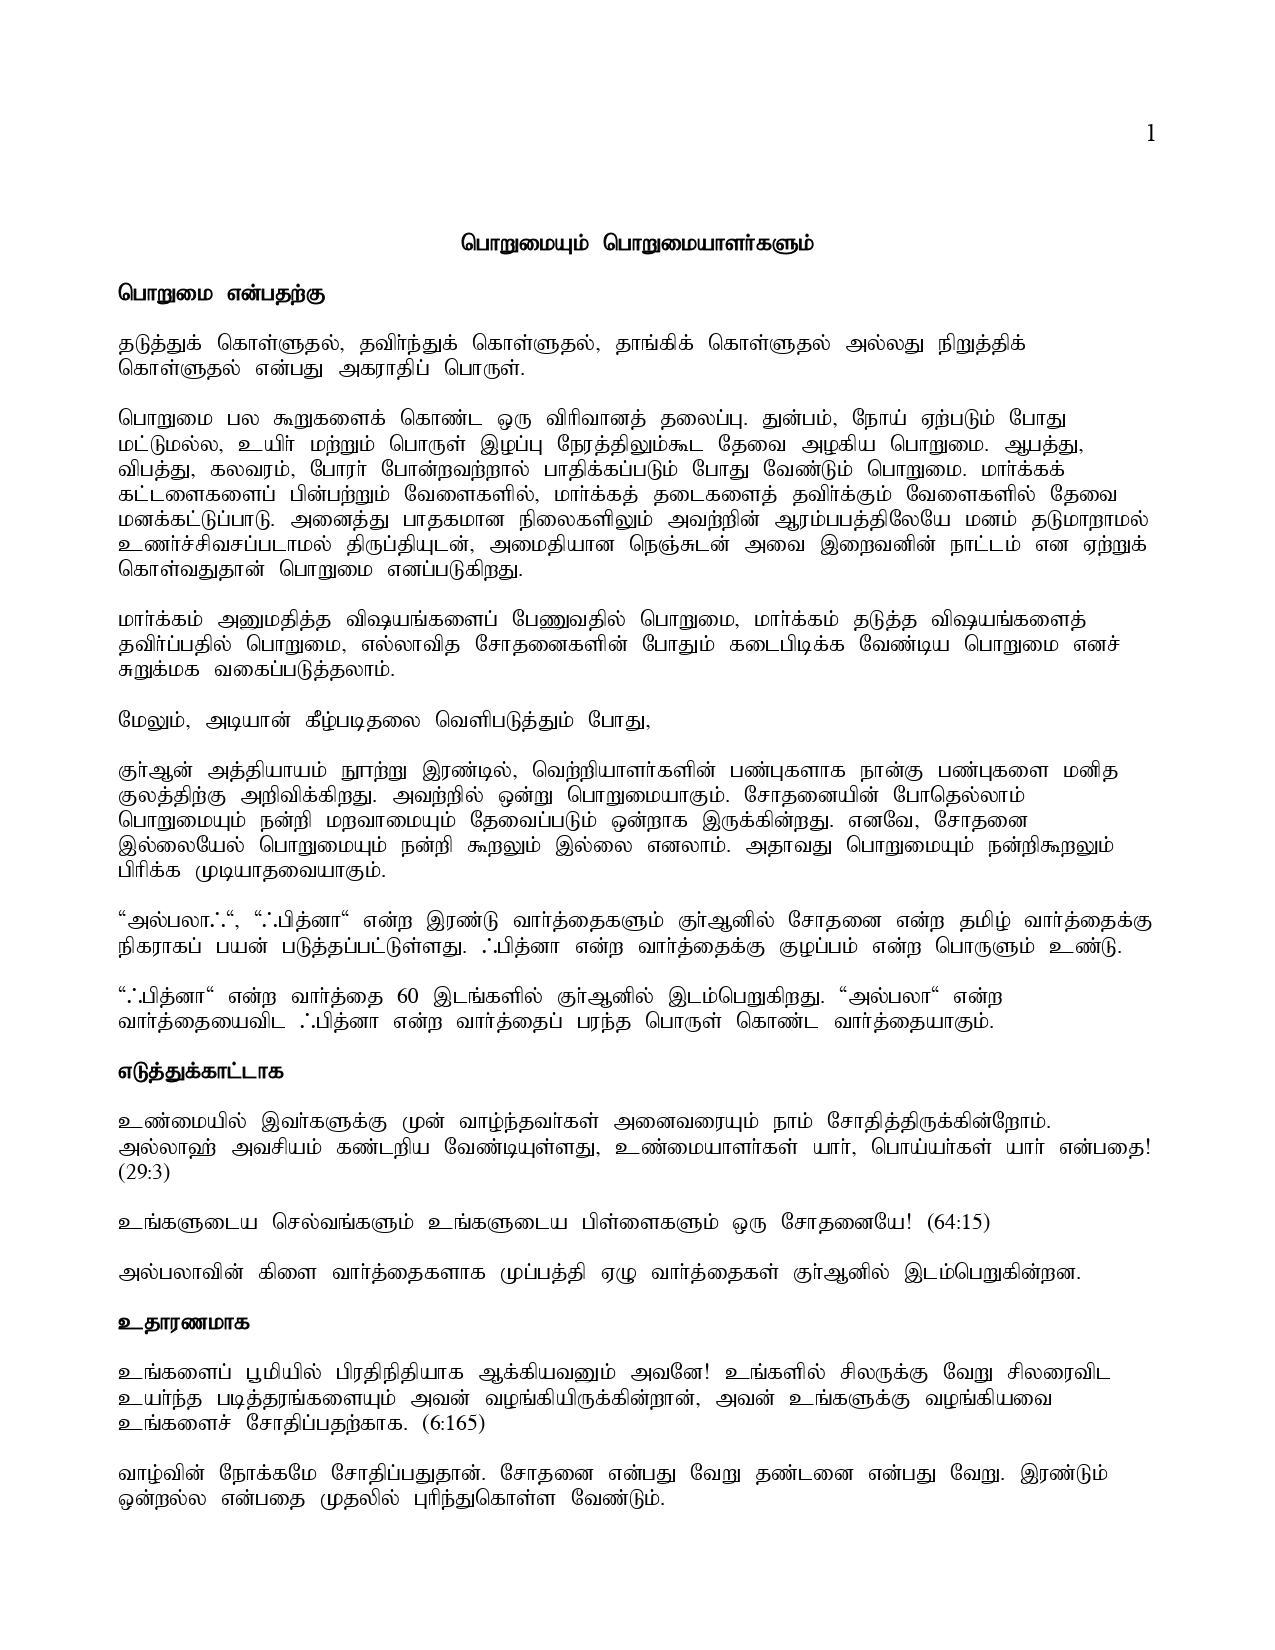 1
பொறுமையும் பொறுமையாளர்களும்
பொறுமை என்பதற்கு
தடுத்துக் கொள்ளுதல், தவிர்ந்துக் கொள்ளுதல், தாங்கிக் கொள்ளுதல் அல்லது நிறுத்திக்
கொள்ளுதல் என்பது அகராதிப் பொருள்.
பொறுமை பல கூறுகளைக் கொண்ட ஒரு விரிவானத் தலைப்பு. துன்பம், நோய் ஏற்படும் போது
மட்டுமல்ல, உயிர் மற்றும் பொருள் இழப்பு நேரத்திலும்கூட தேவை அழகிய பொறுமை. ஆபத்து,
விபத்து, கலவரம், போரர் போன்றவற்றால் பாதிக்கப்படும் போது வேண்டும் பொறுமை. மார்க்கக்
கட்டளைகளைப் பின்பற்றும் வேளைகளில், மார்க்கத் தடைகளைத் தவிர்க்கும் வேளைகளில் தேவை
மனக்கட்டுப்பாடு. அனைத்து பாதகமான நிலைகளிலும் அவற்றின் ஆரம்பபத்திலேயே மனம் தடுமாறாமல்
உணர்ச்சிவசப்படாமல் திருப்தியுடன், அமைதியான நெஞ்சுடன் அவை இறைவனின் நாட்டம் என ஏற்றுக்
கொள்வதுதான் பொறுமை எனப்படுகிறது.
மார்க்கம் அனுமதித்த விஷயங்களைப் பேணுவதில் பொறுமை, மார்க்கம் தடுத்த விஷயங்களைத்
தவிர்ப்பதில் பொறுமை, எல்லாவித சோதனைகளின் போதும் கடைபிடிக்க வேண்டிய பொறுமை எனச்
சுறுக்மக வகைப்படுத்தலாம்.
மேலும், அடியான் கீழ்படிதலை வெளிபடுத்தும் போது,
குர்ஆன் அத்தியாயம் நூற்று இரண்டில், வெற்றியாளர்களின் பண்புகளாக நான்கு பண்புகளை மனித
குலத்திற்கு அறிவிக்கிறது. அவற்றில் ஒன்று பொறுமையாகும். சோதனையின் போதெல்லாம்
பொறுமையும் நன்றி மறவாமையும் தேவைப்படும் ஒன்றாக இருக்கின்றது. எனவே, சோதனை
இல்லையேல் பொறுமையும் நன்றி கூறலும் இல்லை எனலாம். அதாவது பொறுமையும் நன்றிகூறலும்
பிரிக்க முடியாதவையாகும்.
“அல்பலாஃ“, “ஃபித்னா“ என்ற இரண்டு வார்த்தைகளும் குர்ஆனில் சோதனை என்ற தமிழ் வார்த்தைக்கு
நிகராகப் பயன் படுத்தப்பட்டுள்ளது. ஃபித்னா என்ற வார்த்தைக்கு குழப்பம் என்ற பொருளும் உண்டு.
“ஃபித்னா“ என்ற வார்த்தை 60 இடங்களில் குர்ஆனில் இடம்பெறுகிறது. “அல்பலா“ என்ற
வார்த்தையைவிட ஃபித்னா என்ற வார்த்தைப் பரந்த பொருள் கொண்ட வார்த்தையாகும்.
எடுத்துக்காட்டாக
உண்மையில் இவர்களுக்கு முன் வாழ்ந்தவர்கள் அனைவரையும் நாம் சோதித்திருக்கின்றோம்.
அல்லாஹ் அவசியம் கண்டறிய வேண்டியுள்ளது, உண்மையாளர்கள் யார், பொய்யர்கள் யார் என்பதை!
(29:3)
உங்களுடைய செல்வங்களும் உங்களுடைய பிள்ளைகளும் ஒரு சோதனையே! (64:15)
அல்பலாவின் கிளை வார்த்தைகளாக முப்பத்தி ஏழு வார்த்தைகள் குர்ஆனில் இடம்பெறுகின்றன.
உதாரணமாக
உங்களைப் பூமியில் பிரதிநிதியாக ஆக்கியவனும் அவனே! உங்களில் சிலருக்கு வேறு சிலரைவிட
உயர்ந்த படித்தரங்களையும் அவன் வழங்கியிருக்கின்றான், அவன் உங்களுக்கு வழங்கியவை
உங்களைச் சோதிப்பதற்காக. (6:165)
வாழ்வின் நோக்கமே சோதிப்பதுதான். சோதனை என்பது வேறு தண்டனை என்பது வேறு. இரண்டும்
ஒன்றல்ல என்பதை முதலில் புரிந்துகொள்ள வேண்டும்.